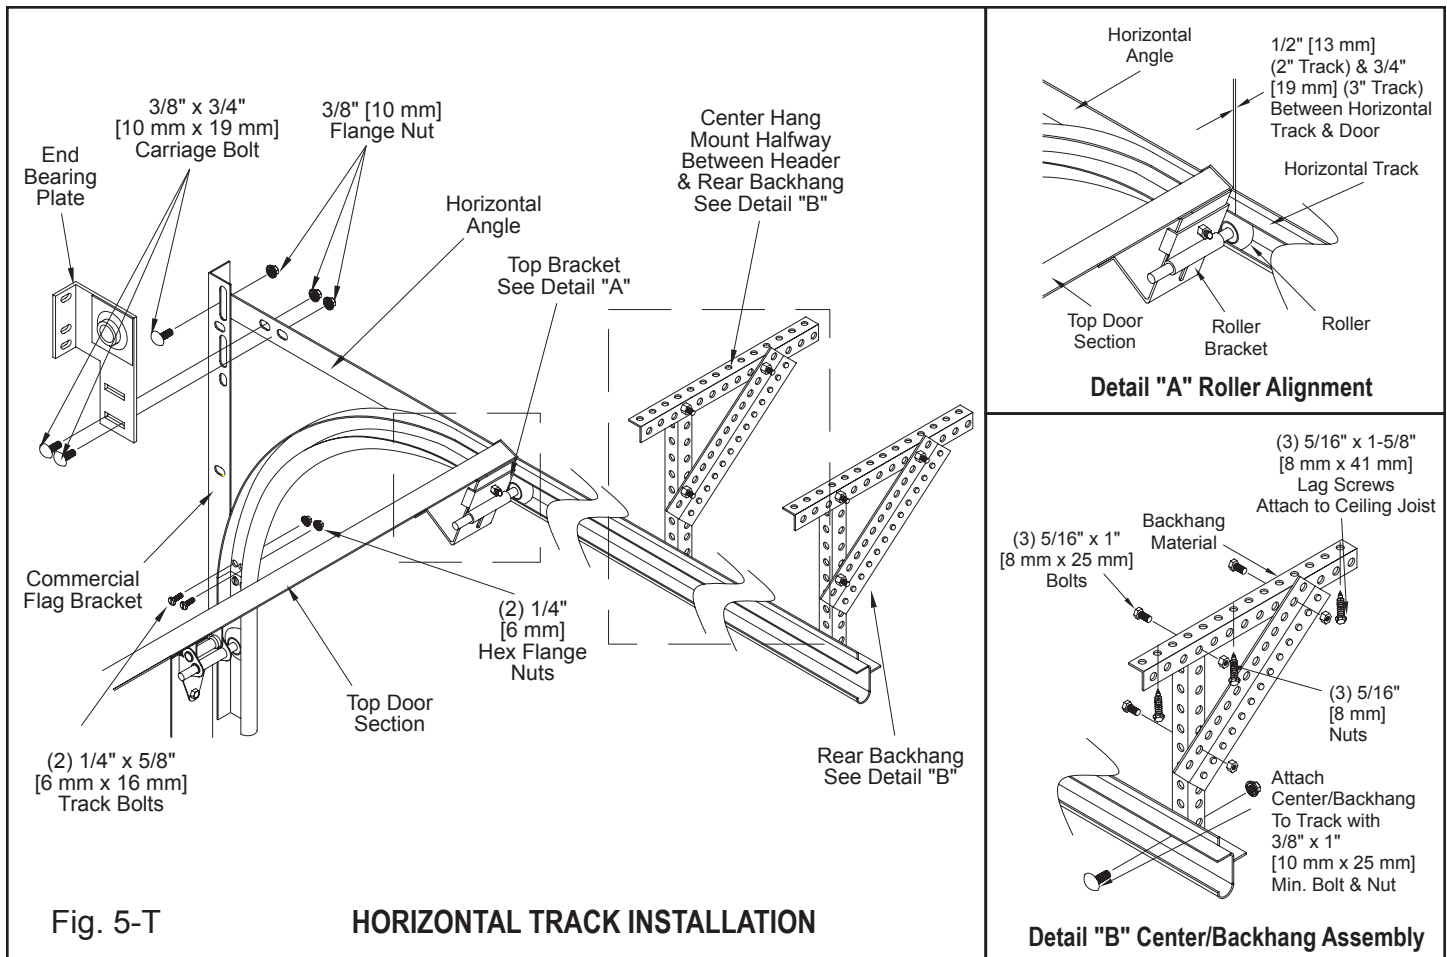 3/8" x 3/4"
[10 mm x 19 mm]
Carriage Bolt
3/8" [10 mm]
Flange Nut
End
Bearing
Plate
Horizontal
Angle
Top Bracket
See Detail "A"
Center Hang
Mount Halfway
Between Header
& Rear Backhang
See Detail "B"
Commercial
Flag Bracket
(2) 1/4" x 5/8"
[6 mm x 16 mm]
Track Bolts
Top Door
Section
(2) 1/4"
[6 mm]
Hex Flange
Nuts
Rear Backhang
See Detail "B"
Fig. 5-T
HORIZONTAL TRACK INSTALLATION
Horizontal
Angle
1/2" [13 mm]
(2" Track) & 3/4"
[19 mm] (3" Track)
Between Horizontal
Track & Door
Horizontal Track
Top Door
Section
Roller
Bracket
Roller
Detail "A" Roller Alignment
(3) 5/16" x 1-5/8"
[8 mm x 41 mm]
Lag Screws
Attach to Ceiling Joist
Backhang
Material
(3) 5/16" x 1"
[8 mm x 25 mm]
Bolts
(3) 5/16"
[8 mm]
Nuts
Attach
Center/Backhang
To Track with
3/8" x 1"
[10 mm x 25 mm]
Min. Bolt & Nut
Detail "B" Center/Backhang Assembly